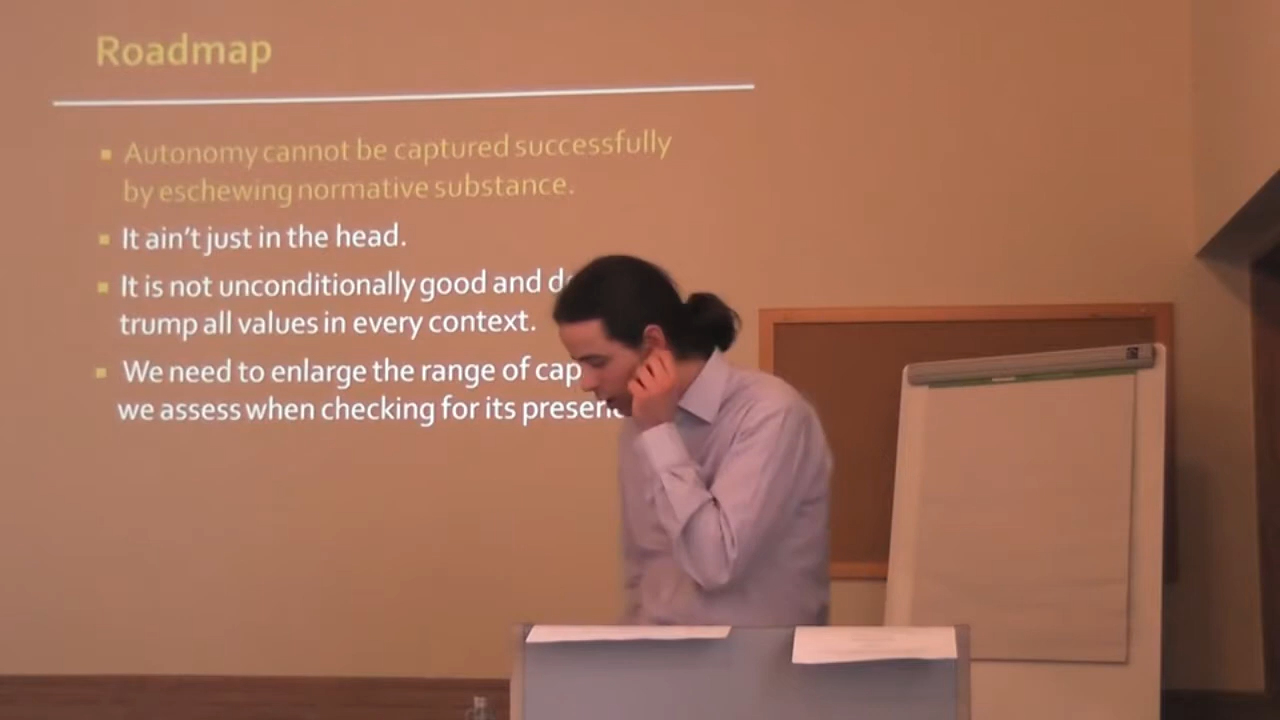 Roadmap
Autonomy cannot be captured successfully
by eschewing normative substance.
It ain't just in the head.
It is not unconditionally good and
trump all values in every context.
We need to enlarge the range of
we assess when checking for its